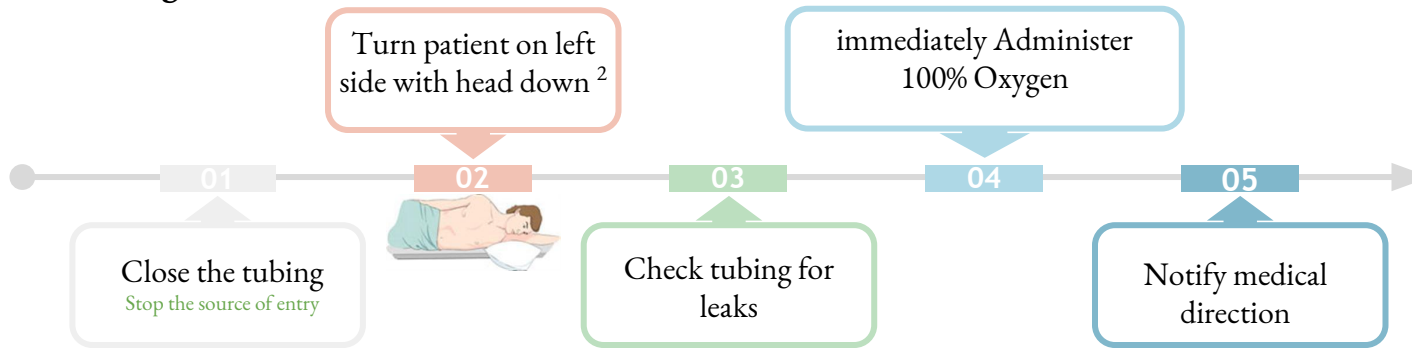 Turn patient on left
side with head down ²
immediately Administer
100% Oxygen
01
02
03
04
05
Close the tubing
Stop the source of entry
Check tubing for
leaks
Notify medical
direction